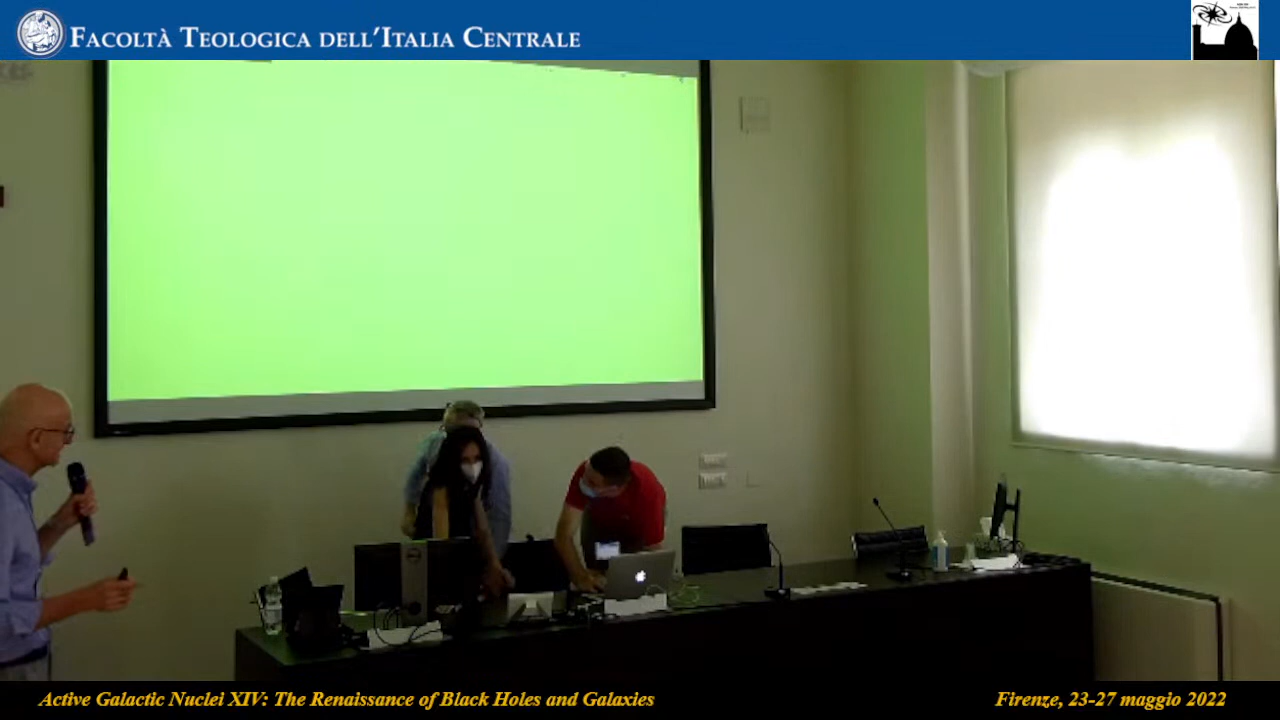 FACOLTÀ TEOLOGICA DELL'ITALIA CENTRALE
Active Galactic Nuclei XIV: The Renaissance of Black Holes and Galaxies
Firenze, 23-27 maggio 2022